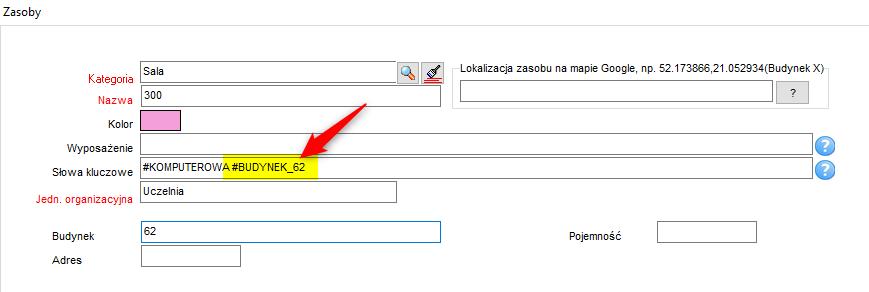 Zasoby
Kategoria Sala
Lokalizacja zasobu na mapie Google, np. 52.173866,21.052934(Budynek X)
Nazwa 300 ?
Kolor
Wyposażenie ?
Słowa kluczowe #KOMPUTEROWA #BUDYNEK_62 ?
Jedn. organizacyjna Uczelnia
Budynek 62 Pojemność
Adres